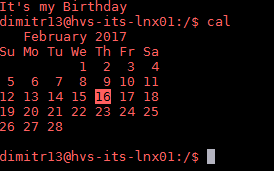 It's my Birthday
dimitr13@hvs-its-lnx01:/$ cal
   February 2017
Su Mo Tu We Th Fr Sa
          1  2  3  4
 5  6  7  8  9 10 11
12 13 14 15 16 17 18
19 20 21 22 23 24 25
26 27 28
dimitr13@hvs-its-lnx01:/$